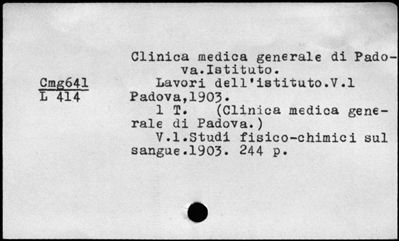 Clinica medica generale di Pado-
va.Istituto.
Cmg641
L 414
Lavori dell'istituto.V.1
Padova,1903.
1 T. (Clinica medica gene-
rale di Padova.)
V.1.Studi fisico-chimici sul
sangue.1903. 244 p.